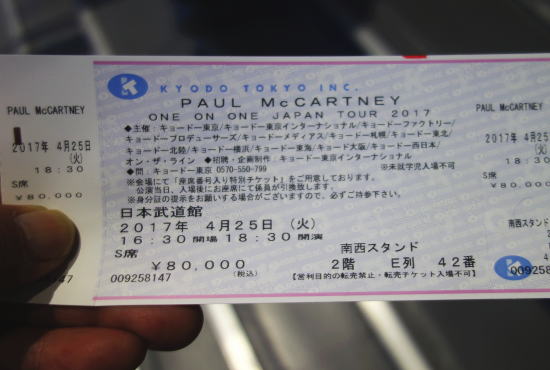 KYODO TOKYO INC.
PAUL McCARTNEY
ONE ON ONE JAPAN TOUR 2017
◆主催:キョードー東京/キョードー東京インターナショナル/キョードーファクトリー/
キョードープロデューサーズ/キョードーメディアス/キョードー札幌/キョードー東北/
キョードー北陸/キョードー横浜/キョードー東海/キョードー大阪/キョードー西日本/
オン・ザ・ライン ◆招聘・企画制作:キョードー東京インターナショナル
◆問:キョードー東京 0570-550-799 ※未就学児入場不可
※会場にて「座席番号入り特別チケット」をご用意しております。
公演当日、入場後にお席にて係員が引換致します。
※身分証の提示をお願いする場合がございますので、必ずご持参下さい。
日本武道館
2017年 4月25日 (火)
16:30開場 18:30開演
S席 南西スタンド
¥80,000 (税込) 2階 E列 42番
009258147 【営利目的の転売禁止・転売チケット入場不可】
PAUL McCARTNEY
2017年 4月25日
(火)
18:30
S席
¥80,000
147
PAUL McCARTNEY
2017年 4月25日
(火)
18:30
S席
¥80,000
南西スタンド
2階
E列 42番
0092581